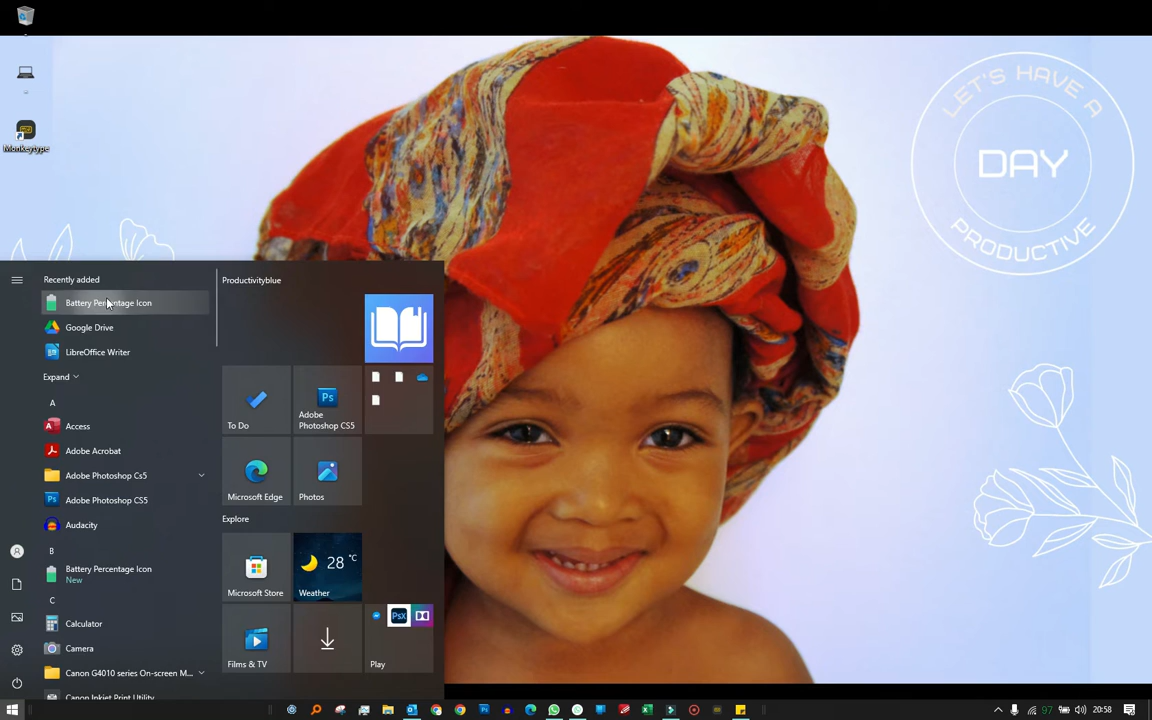 Monkeytype
LET'S HAVE A
DAY
PRODUCTIVE
Recently added
Battery Percentage Icon
Google Drive
LibreOffice Writer
Expand
A
Access
Adobe Acrobat
Adobe Photoshop Cs5
Adobe Photoshop CS5
Audacity
B
Battery Percentage Icon
New
C
Calculator
Camera
Canon G4010 series On-screen M...
Canon Inkjet Print Utility
Productivityblue
To Do
Ps
Adobe
Photoshop CS5
Microsoft Edge
Photos
Explore
Microsoft Store
28 °C
Weather
Films & TV
PsX
Play
97
20:58